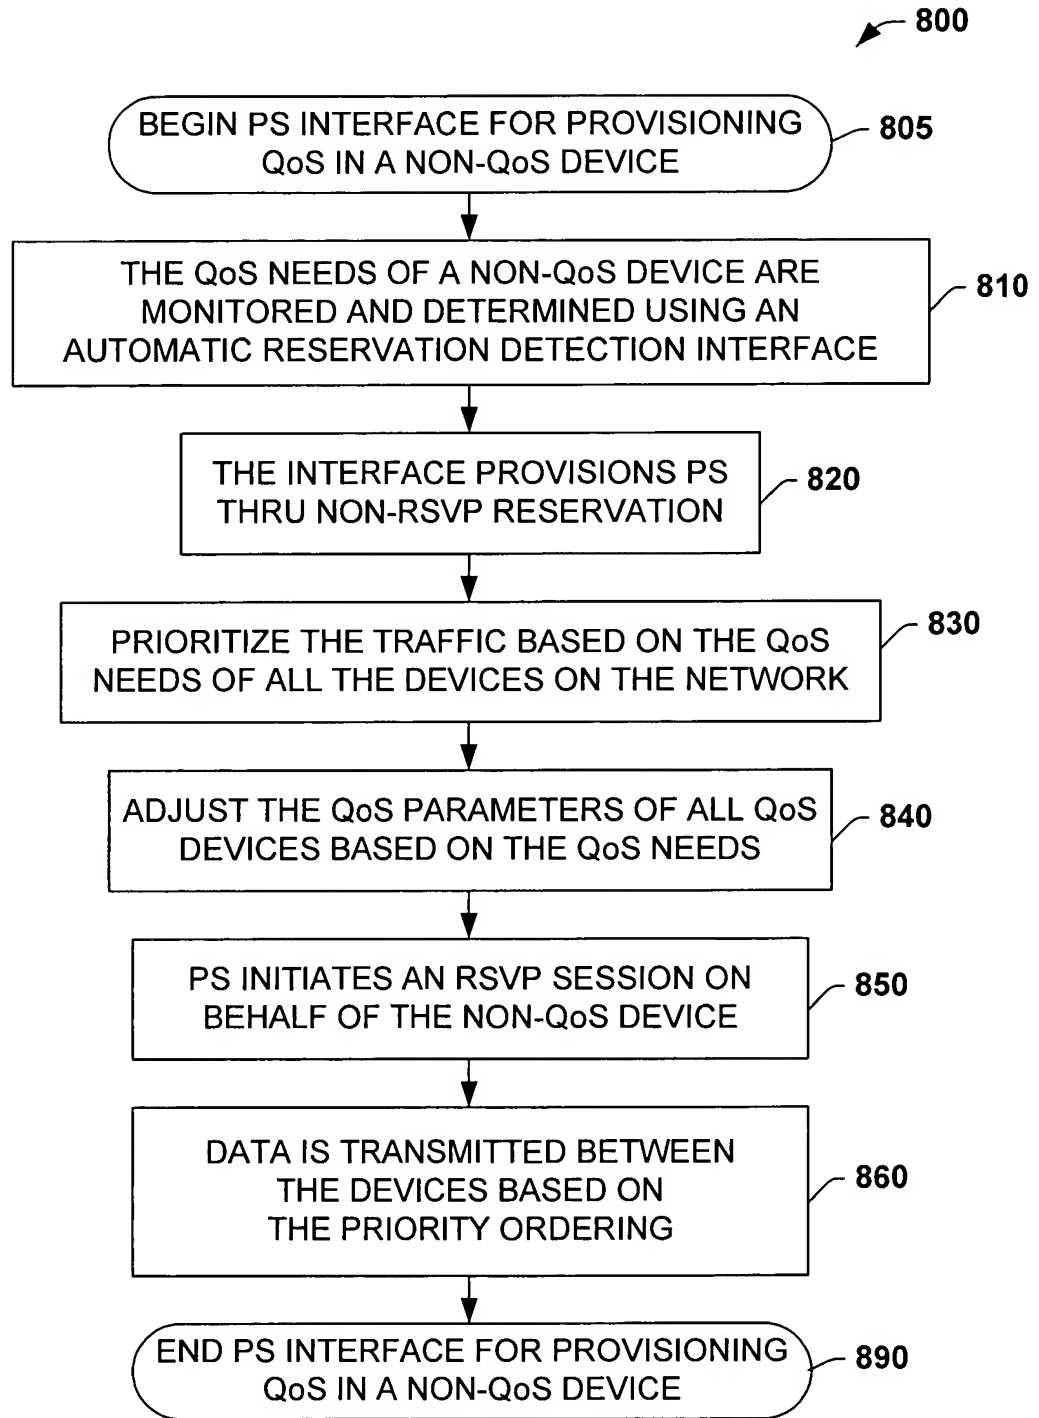 800
BEGIN PS INTERFACE FOR PROVISIONING
QoS IN A NON-QoS DEVICE
805
THE QoS NEEDS OF A NON-QoS DEVICE ARE
MONITORED AND DETERMINED USING AN
AUTOMATIC RESERVATION DETECTION INTERFACE
810
THE INTERFACE PROVISIONS PS
THRU NON-RSVP RESERVATION
820
PRIORITIZE THE TRAFFIC BASED ON THE QoS
NEEDS OF ALL THE DEVICES ON THE NETWORK
830
ADJUST THE QoS PARAMETERS OF ALL QoS
DEVICES BASED ON THE QoS NEEDS
840
PS INITIATES AN RSVP SESSION ON
BEHALF OF THE NON-QoS DEVICE
850
DATA IS TRANSMITTED BETWEEN
THE DEVICES BASED ON
THE PRIORITY ORDERING
860
END PS INTERFACE FOR PROVISIONING
QoS IN A NON-QoS DEVICE
890